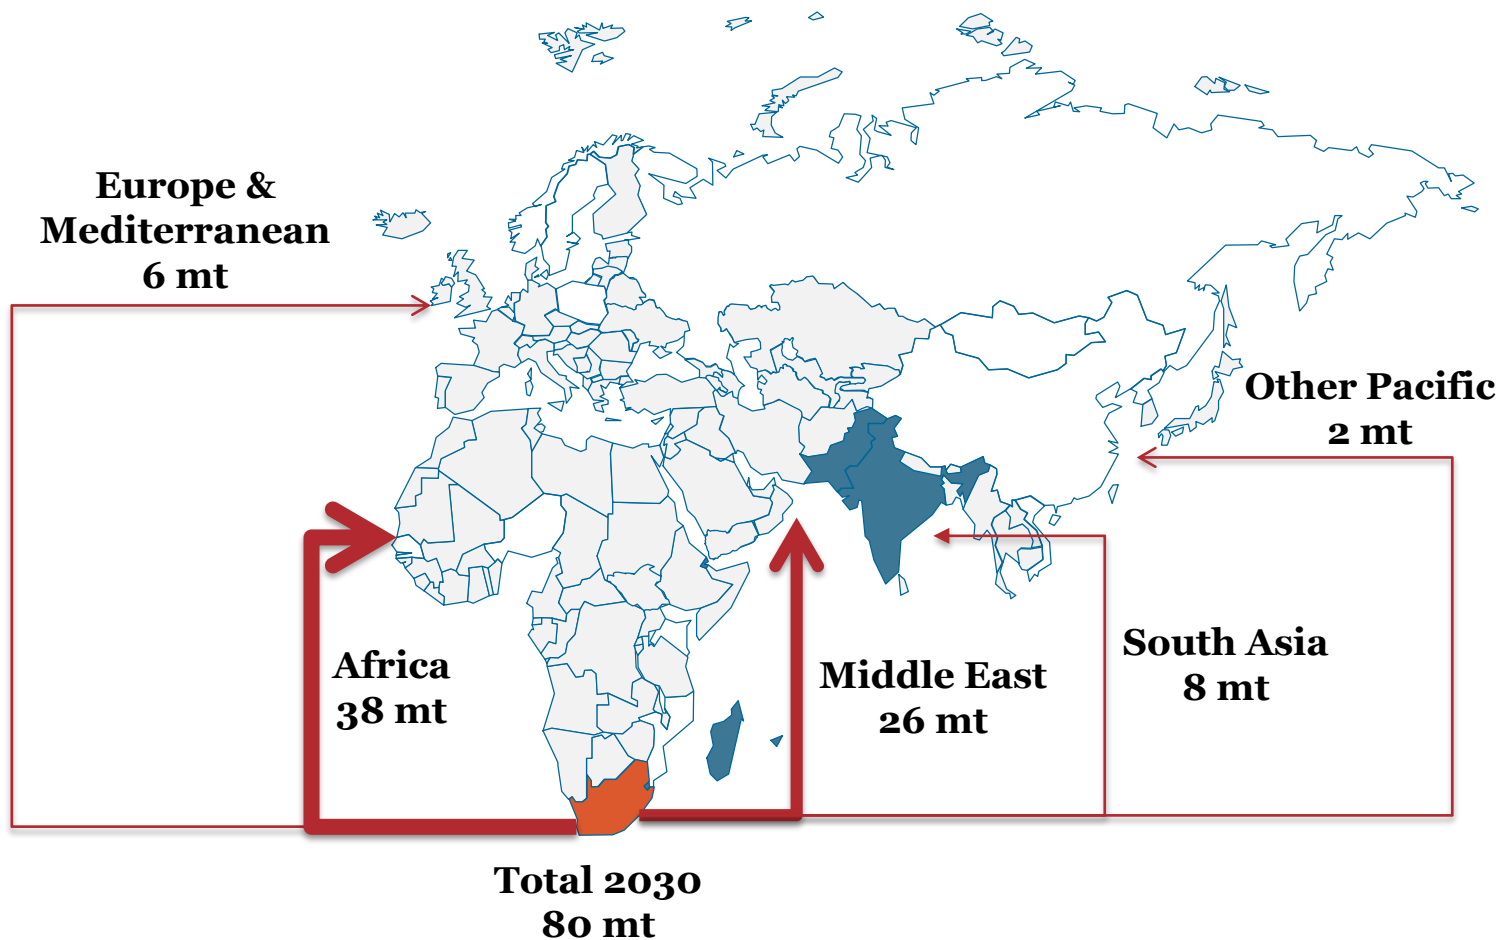 Europe &
Mediterranean
6 mt
Other Pacific
2 mt
Africa
38 mt
Middle East
26 mt
South Asia
8 mt
Total 2030
80 mt